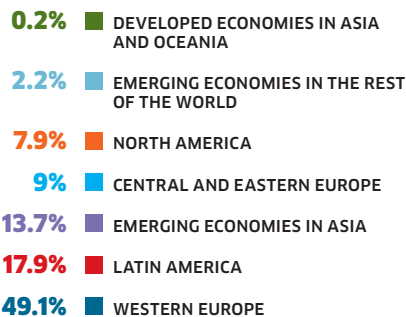 0.2% DEVELOPED ECONOMIES IN ASIA
AND OCEANIA
2.2% EMERGING ECONOMIES IN THE REST
OF THE WORLD
7.9% NORTH AMERICA
9% CENTRAL AND EASTERN EUROPE
13.7% EMERGING ECONOMIES IN ASIA
17.9% LATIN AMERICA
49.1% WESTERN EUROPE